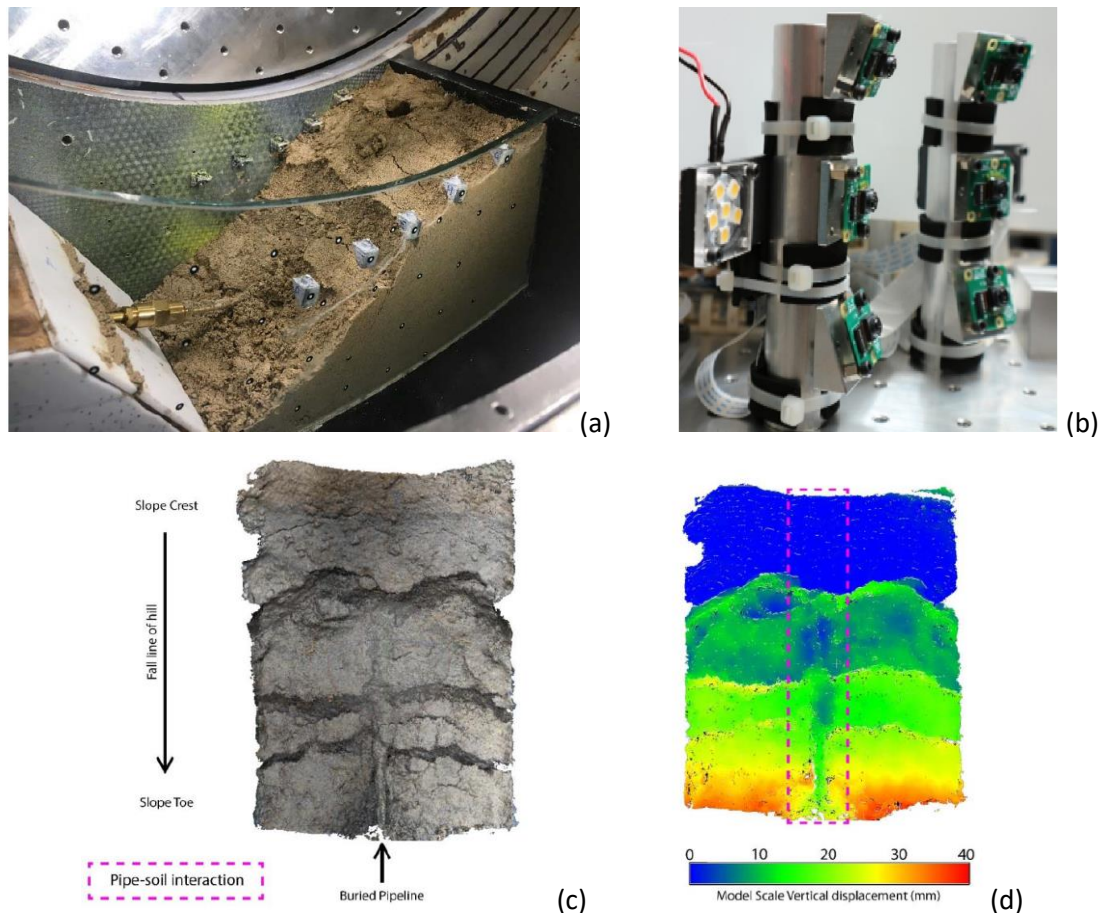 (a)
(b)
Slope Crest
Fall line of hill
Slope Toe
Pipe-soil interaction
Buried Pipeline
(c)
0 10 20 30 40
Model Scale Vertical displacement (mm)
(d)